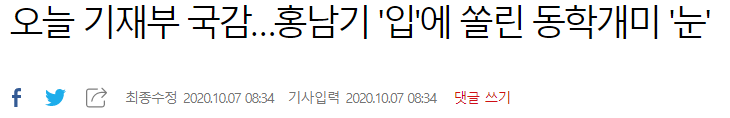 오늘 기재부 국감...홍남기 '입'에 쏠린 동학개미 '눈'
최종수정 2020.10.07 08:34 기사입력 2020.10.07 08:34 댓글 쓰기